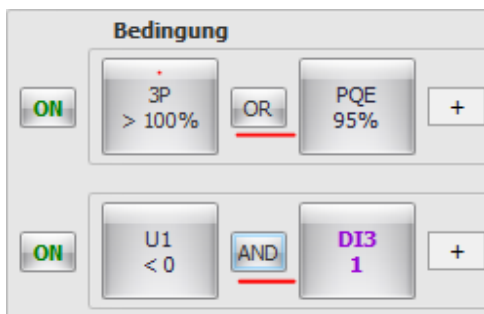 Bedingung
ON
3P
> 100%
OR
PQE
95%
+
ON
U1
< 0
AND
DI3
1
+